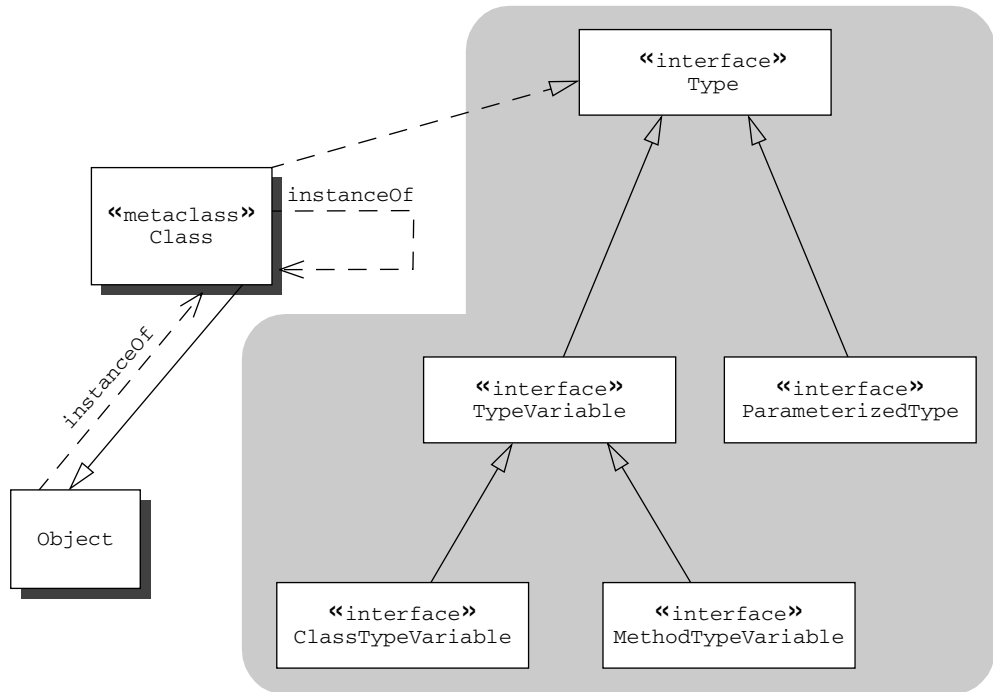 «interface»
Type
«metaclass»
Class
instanceOf
instanceOf
«interface»
TypeVariable
«interface»
ParameterizedType
Object
«interface»
ClassTypeVariable
«interface»
MethodTypeVariable